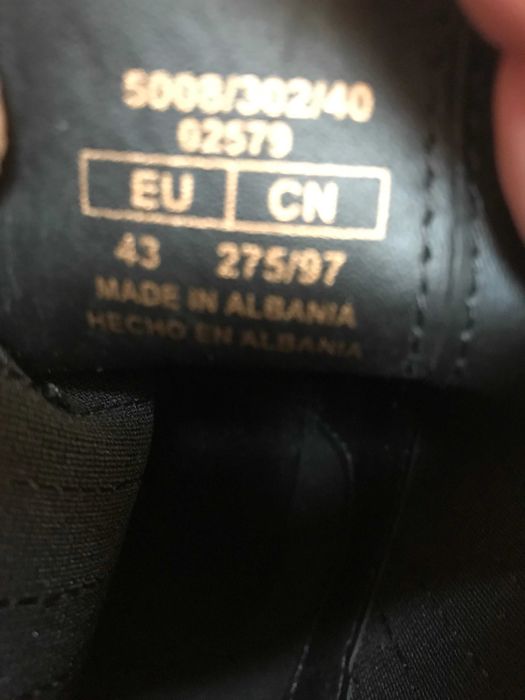 5008/302/40
02579
EU CN
43 275/97
MADE IN ALBANIA
HECHO EN ALBANIA